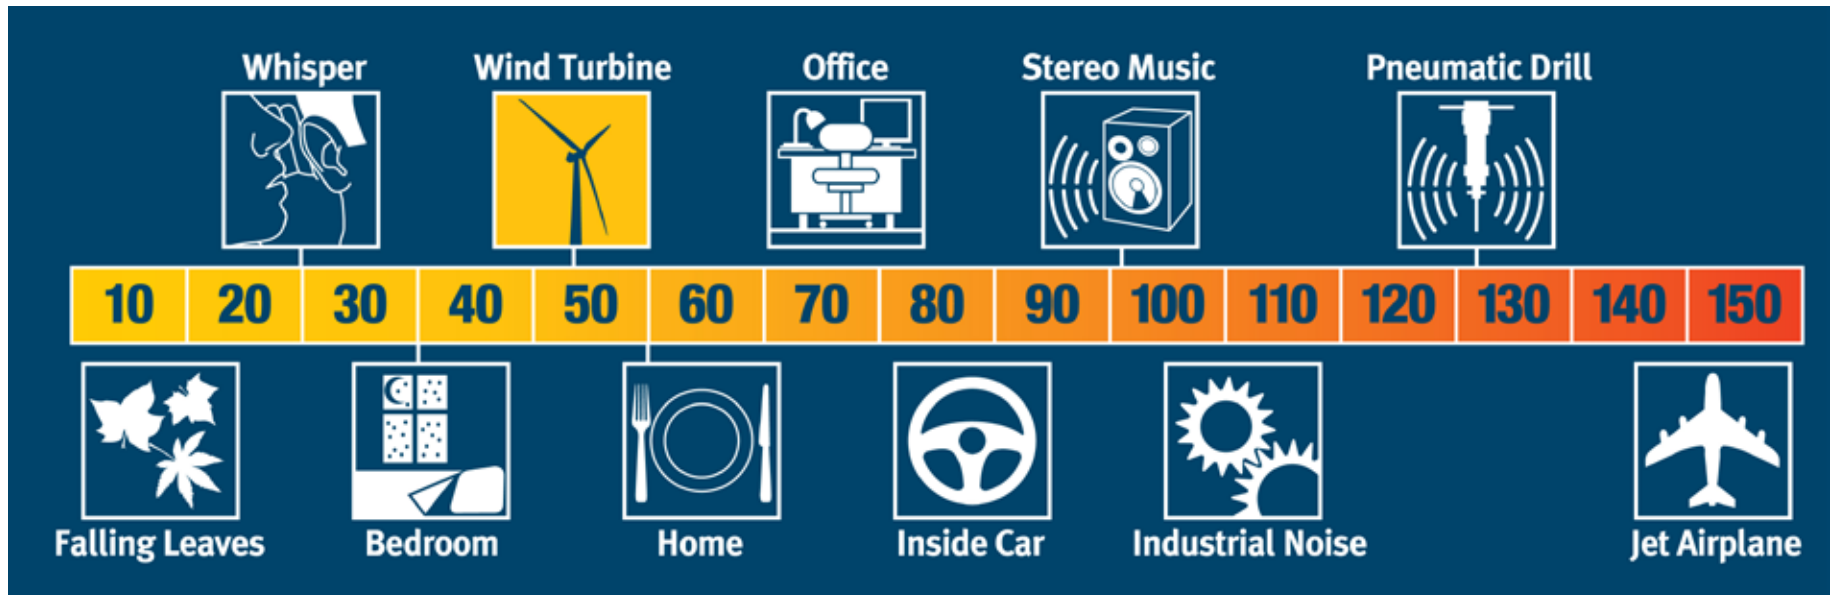 Whisper Wind Turbine Office Stereo Music Pneumatic Drill
10 20 30 40 50 60 70 80 90 100 110 120 130 140 150
Falling Leaves Bedroom Home Inside Car Industrial Noise Jet Airplane